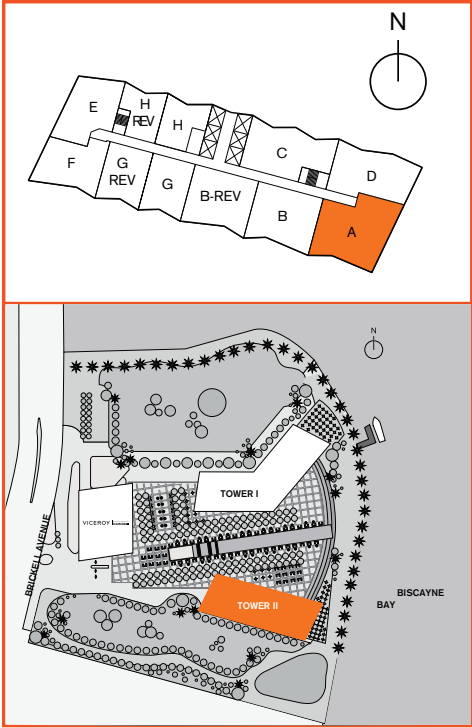 N
E
H
REV
H
C
D
F
G
REV
G
B-REV
B
A
N
TOWER I
VICEROY
BRICKELL AVENUE
TOWER II
BISCAYNE
BAY